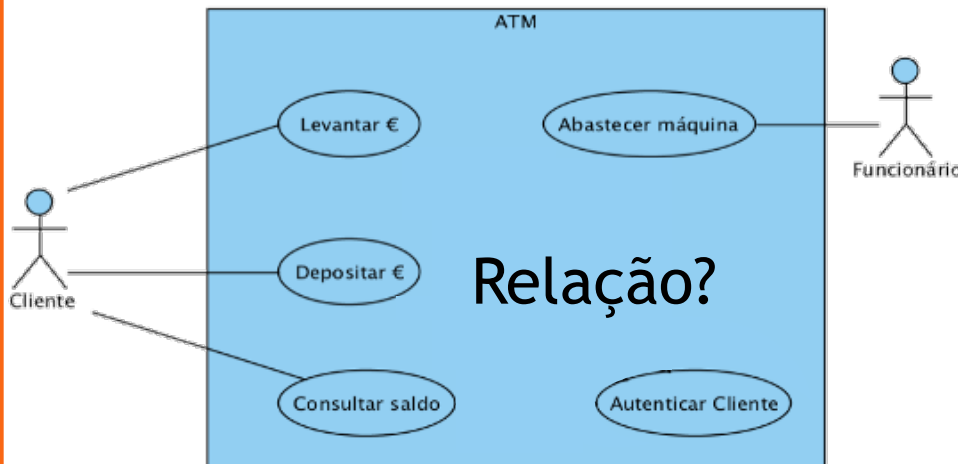 ATM
Levantar €
Abastecer máquina
Funcionário
Depositar €
Relação?
Cliente
Consultar saldo
Autenticar Cliente